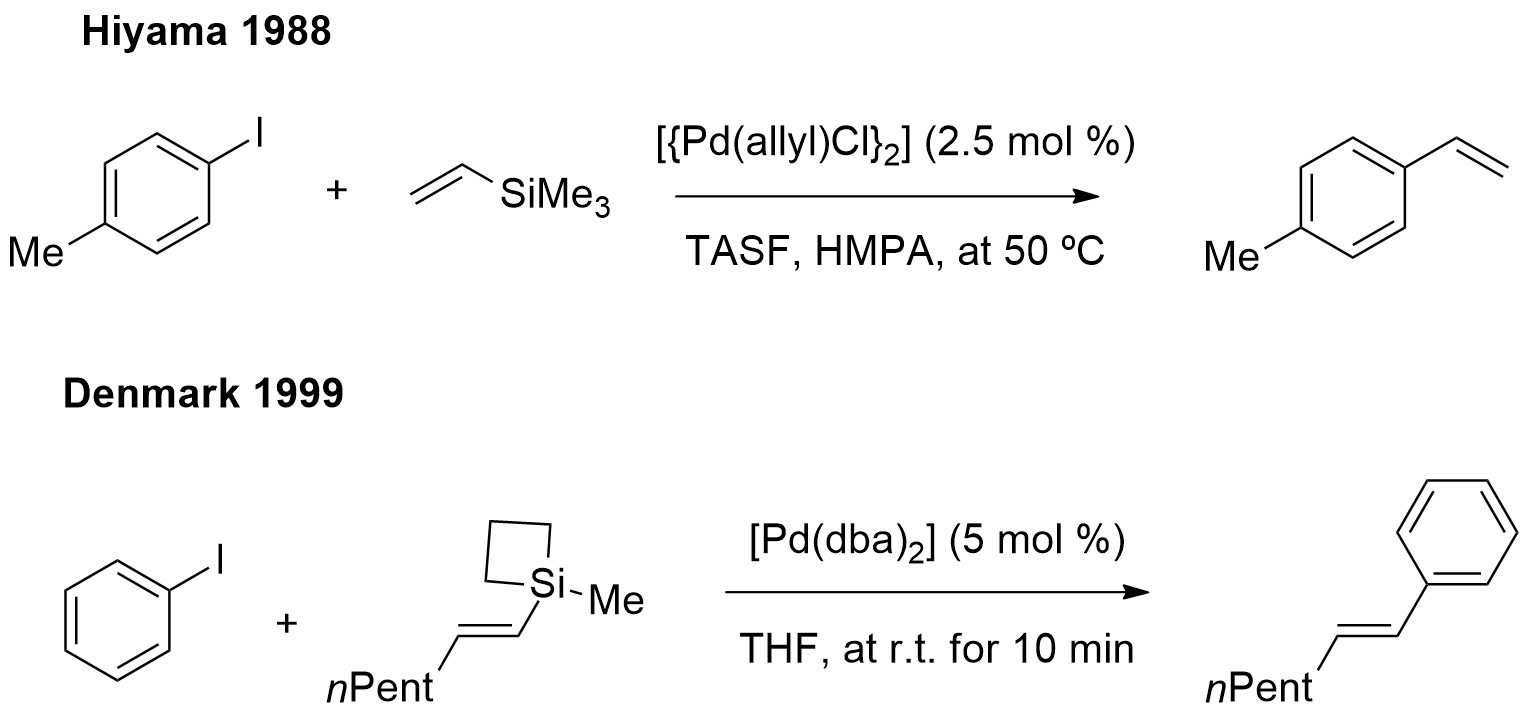 Hiyama 1988
I
Me
+
SiMe3
[{Pd(allyl)Cl}2] (2.5 mol %)
TASF, HMPA, at 50 ºC
Me
Denmark 1999
I
+
Si
Me
nPent
[Pd(dba)2] (5 mol %)
THF, at r.t. for 10 min
nPent